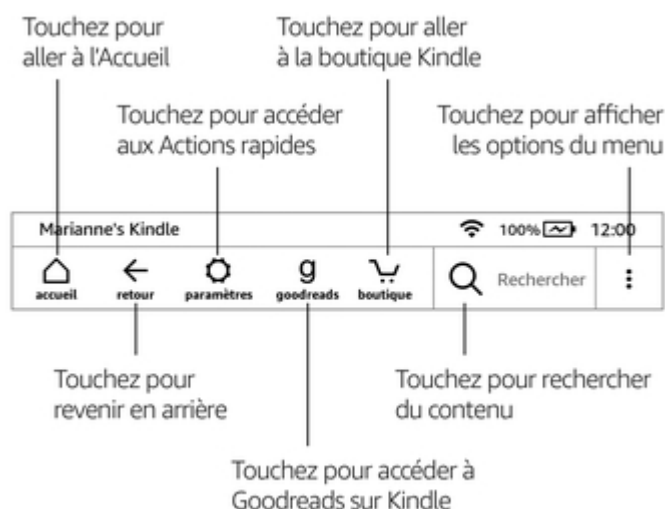 Touchez pour
aller à l'Accueil
Touchez pour aller
à la boutique Kindle
Touchez pour accéder
aux Actions rapides
Touchez pour afficher
les options du menu
Marianne's Kindle 100% 12:00
accueil retour paramètres g goodreads boutique Rechercher
Touchez pour
revenir en arrière
Touchez pour rechercher
du contenu
Touchez pour accéder à
Goodreads sur Kindle